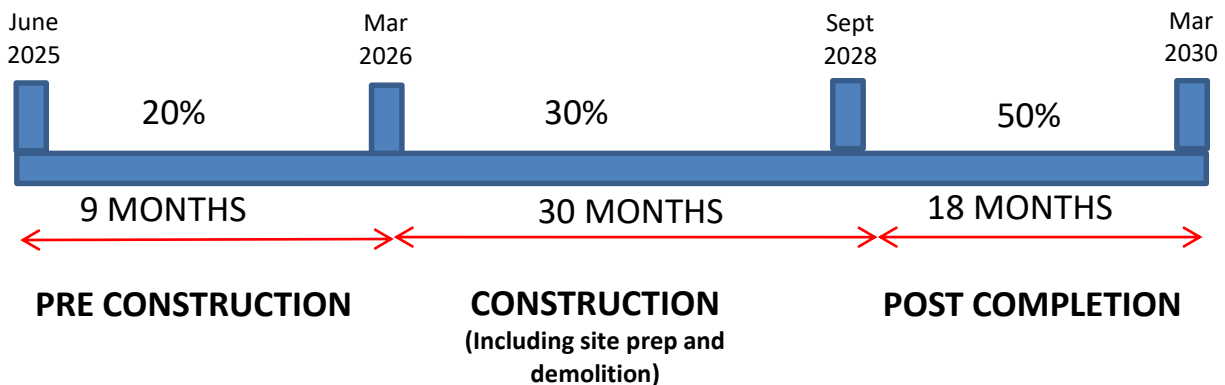 June
2025
Mar
2026
Sept
2028
Mar
2030
20%
30%
50%
9 MONTHS
30 MONTHS
18 MONTHS
PRE CONSTRUCTION
CONSTRUCTION
(Including site prep and
demolition)
POST COMPLETION